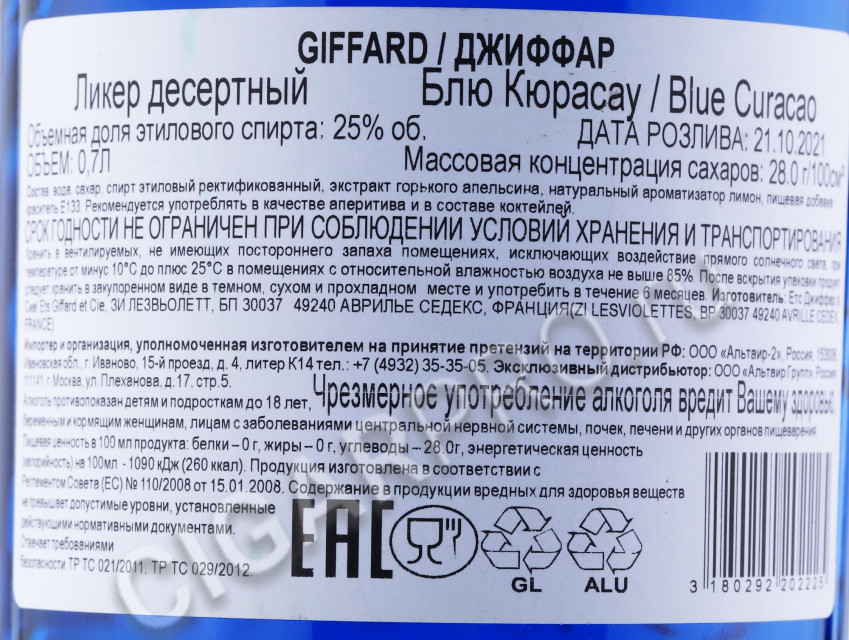 GIFFARD / ДЖИФФАР
Ликер десертный Блю Кюрасау / Blue Curacao
Объемная доля этилового спирта: 25% об. ДАТА РОЗЛИВА: 21.10.2021
ОБЪЕМ: 0,7Л Массовая концентрация сахаров: 28.0 г/100см³
Состав: вода, сахар, спирт этиловый ректификованный, экстракт горького апельсина, натуральный ароматизатор лимон, пищевая добавка
краситель Е133. Рекомендуется употреблять в качестве аперитива и в составе коктейлей.
СРОК ГОДНОСТИ НЕ ОГРАНИЧЕН ПРИ СОБЛЮДЕНИИ УСЛОВИЙ ХРАНЕНИЯ И ТРАНСПОРТИРОВАНИЯ
Хранить в вентилируемых, не имеющих постороннего запаха помещениях, исключающих воздействие прямого солнечного света, при
температуре от минус 10°С до плюс 25°С в помещениях с относительной влажностью воздуха не выше 85%. После вскрытия упаковки продукт
следует хранить в закупоренном виде в темном, сухом и прохладном месте и употребить в течение 6 месяцев. Изготовитель: Етс Джиффар э
Сие/ Ets Giffard et Cie. ЗИ ЛЕЗВЬОЛЕТТ, БП 30037 49240 АВРИЛЬЕ СЕДЕКС, ФРАНЦИЯ(ZI LESVIOLETTES, BP 30037 49240 AVRILLE CEDEX,
FRANCE)
Импортер и организация, уполномоченная изготовителем на принятие претензий на территории РФ: ООО «Альтаир-2», Россия, 153009,
Ивановская обл., г. Иваново, 15-й проезд, д. 4, литер К14 тел.: +7 (4932) 35-35-05. Эксклюзивный дистрибьютор: ООО «Альтаир Групп», Россия,
111141, г. Москва, ул. Плеханова, д.17, стр.5.
Алкоголь противопоказан детям и подросткам до 18 лет, Чрезмерное употребление алкоголя вредит Вашему здоровью.
беременным и кормящим женщинам, лицам с заболеваниями центральной нервной системы, почек, печени и других органов пищеварения.
Пищевая ценность в 100 мл продукта: белки – 0 г, жиры – 0 г, углеводы – 28.0г, энергетическая ценность
(калорийность) на 100мл - 1090 кДж (260 ккал). Продукция изготовлена в соответствии с
Регламентом Совета (ЕС) № 110/2008 от 15.01.2008. Содержание в продукции вредных для здоровья веществ
не превышает допустимые уровни, установленные
действующими нормативными документами.
Отвечает требованиями
безопасности ТР ТС 021/2011, ТР ТС 029/2012.
EAC
GL ALU
3 180292 202225
CIGARPRO.ru